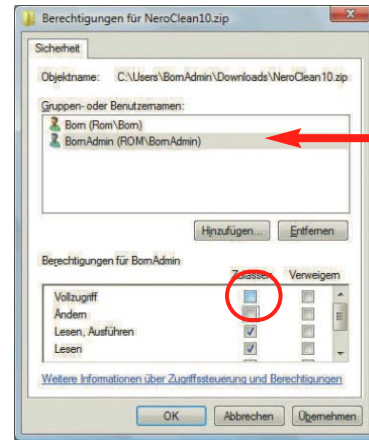 Berechtigungen für NeroClean10.zip
Sicherheit
Objektname: C:\Users\BornAdmin\Downloads\NeroClean10.zip
Gruppen- oder Benutzernamen:
Born (Rom\Born)
BornAdmin (ROM\BornAdmin)
Hinzufügen... Entfernen
Berechtigungen für BornAdmin Zulassen Verweigern
Vollzugriff
Ändern
Lesen, Ausführen
Lesen
Weitere Informationen über Zugriffssteuerung und Berechtigungen
OK Abbrechen Übernehmen